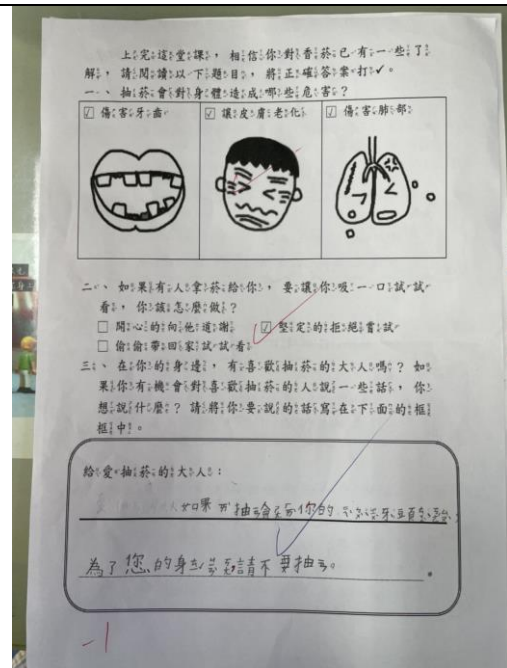 上完這堂課，相信你對香菸已有一些了
解，請閱讀以下題目，將正確答案打✓。
一、抽菸會對身體造成哪些危害？
☑ 傷害牙齒 ☑ 讓皮膚老化 ☑ 傷害肺部
二、如果有人拿菸給你，要讓你吸一口試試
看，你該怎麼做？
☐ 開心的向他道謝 ☑ 堅定的拒絕嘗試
☐ 偷偷帶回家試試看
三、在你的身邊，有喜歡抽菸的大人嗎？如
果你有機會對喜歡抽菸的人說一些話，你
想說什麼？請將你要說的話寫在下面的框
框中。
給愛抽菸的大人：
如果 抽 你的
為了您的身 請不要抽 。
-1